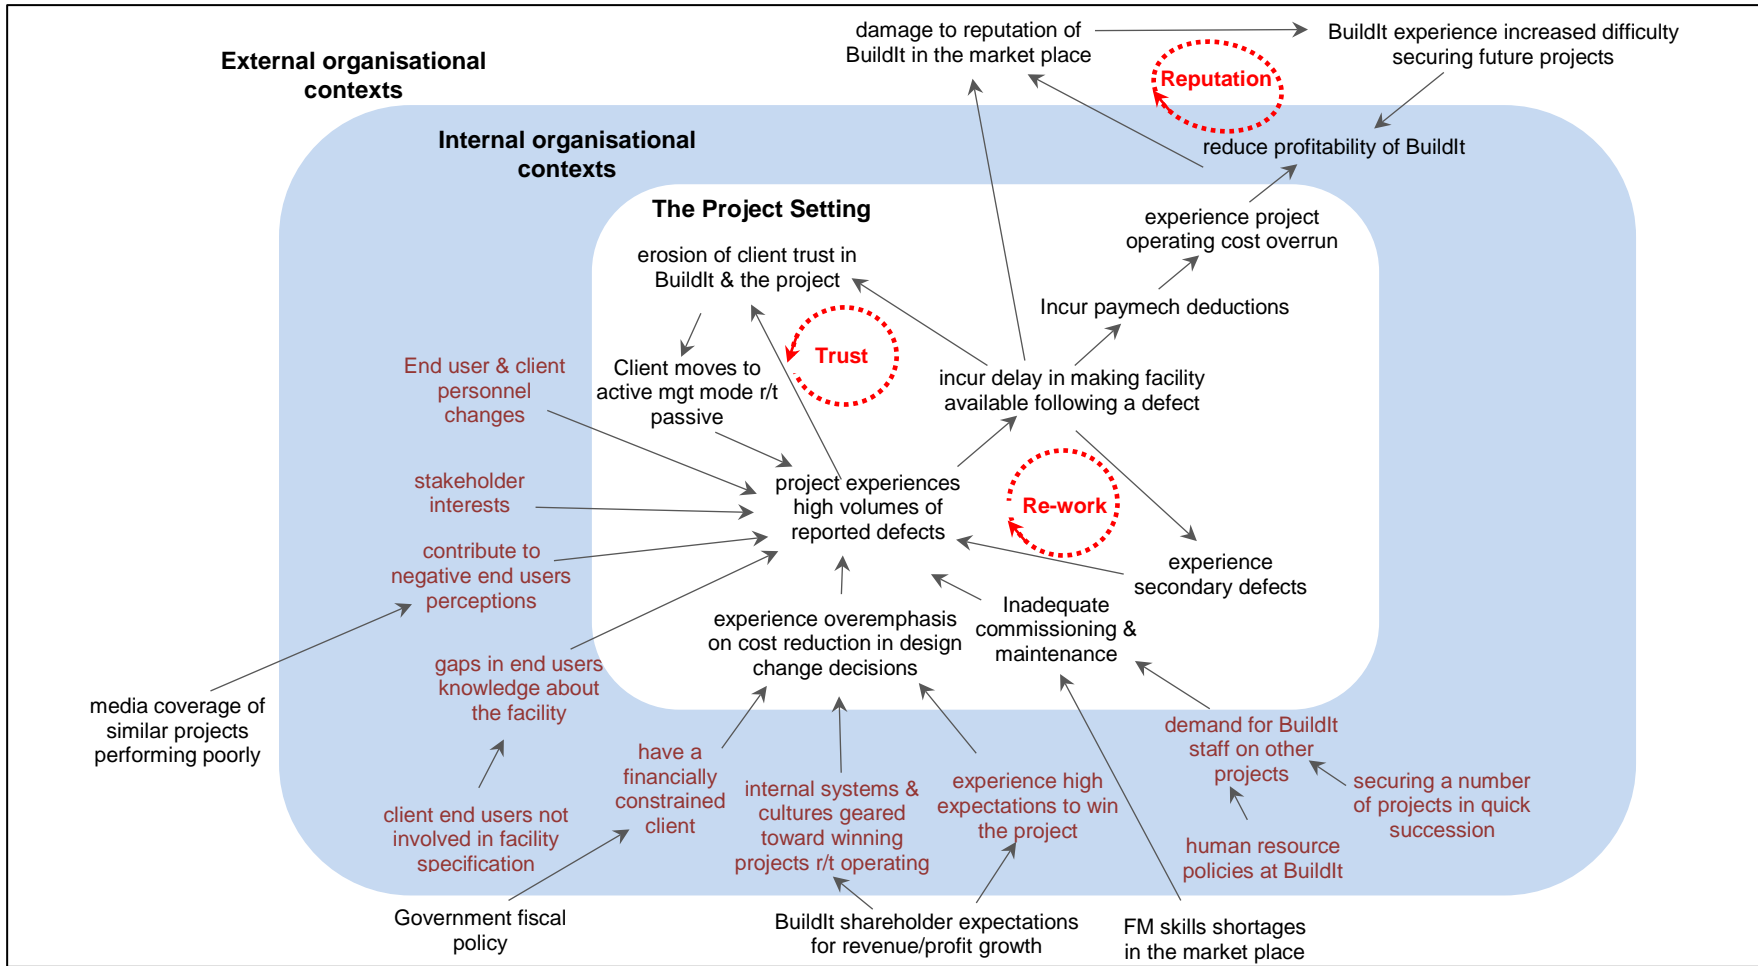 damage to reputation of
BuildIt in the market place
BuildIt experience increased difficulty
securing future projects
External organisational
contexts
Reputation
Internal organisational
contexts
reduce profitability of BuildIt
The Project Setting
experience project
operating cost overrun
erosion of client trust in
BuildIt & the project
Incur paymech deductions
Trust
End user & client
personnel
changes
Client moves to
active mgt mode r/t
passive
incur delay in making facility
available following a defect
stakeholder
interests
project experiences
high volumes of
reported defects
Re-work
contribute to
negative end users
perceptions
experience
secondary defects
experience overemphasis
on cost reduction in design
change decisions
Inadequate
commissioning &
maintenance
gaps in end users
knowledge about
the facility
media coverage of
similar projects
performing poorly
have a
financially
constrained
client
internal systems &
cultures geared
toward winning
projects r/t operating
experience high
expectations to win
the project
demand for BuildIt
staff on other
projects
securing a number
of projects in quick
succession
client end users not
involved in facility
specification
human resource
policies at BuildIt
Government fiscal
policy
BuildIt shareholder expectations
for revenue/profit growth
FM skills shortages
in the market place